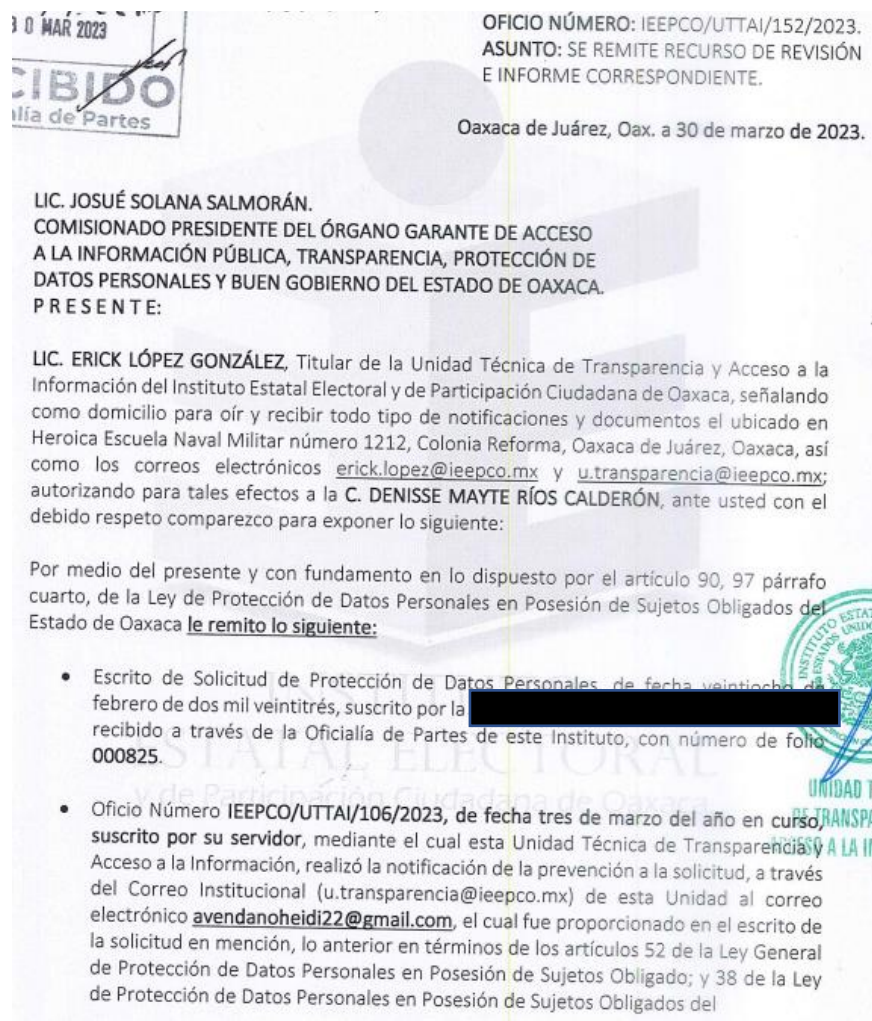 0 MAR 2023
CIBIDO
alía de Partes
OFICIO NÚMERO: IEEPCO/UTTAI/152/2023.
ASUNTO: SE REMITE RECURSO DE REVISIÓN
E INFORME CORRESPONDIENTE.
Oaxaca de Juárez, Oax. a 30 de marzo de 2023.
LIC. JOSUÉ SOLANA SALMORÁN.
COMISIONADO PRESIDENTE DEL ÓRGANO GARANTE DE ACCESO
A LA INFORMACIÓN PÚBLICA, TRANSPARENCIA, PROTECCIÓN DE
DATOS PERSONALES Y BUEN GOBIERNO DEL ESTADO DE OAXACA.
P R E S E N T E:
LIC. ERICK LÓPEZ GONZÁLEZ, Titular de la Unidad Técnica de Transparencia y Acceso a la
Información del Instituto Estatal Electoral y de Participación Ciudadana de Oaxaca, señalando
como domicilio para oír y recibir todo tipo de notificaciones y documentos el ubicado en
Heroica Escuela Naval Militar número 1212, Colonia Reforma, Oaxaca de Juárez, Oaxaca, así
como los correos electrónicos erick.lopez@ieepco.mx y u.transparencia@ieepco.mx;
autorizando para tales efectos a la C. DENISSE MAYTE RÍOS CALDERÓN, ante usted con el
debido respeto comparezco para exponer lo siguiente:
Por medio del presente y con fundamento en lo dispuesto por el artículo 90, 97 párrafo
cuarto, de la Ley de Protección de Datos Personales en Posesión de Sujetos Obligados del
Estado de Oaxaca le remito lo siguiente:
• Escrito de Solicitud de Protección de Datos Personales, de fecha veintiocho de
febrero de dos mil veintitrés, suscrito por la
recibido a través de la Oficialía de Partes de este Instituto, con número de folio
000825.
INSTITUTO
ESTATAL ELECTORAL
y de Participación Ciudadana de Oaxaca
UNIDAD T
DE TRANSPA
ACCESO A LA IN
• Oficio Número IEEPCO/UTTAI/106/2023, de fecha tres de marzo del año en curso,
suscrito por su servidor, mediante el cual esta Unidad Técnica de Transparencia y
Acceso a la Información, realizó la notificación de la prevención a la solicitud, a través
del Correo Institucional (u.transparencia@ieepco.mx) de esta Unidad al correo
electrónico avendanoheidi22@gmail.com, el cual fue proporcionado en el escrito de
la solicitud en mención, lo anterior en términos de los artículos 52 de la Ley General
de Protección de Datos Personales en Posesión de Sujetos Obligado; y 38 de la Ley
de Protección de Datos Personales en Posesión de Sujetos Obligados del